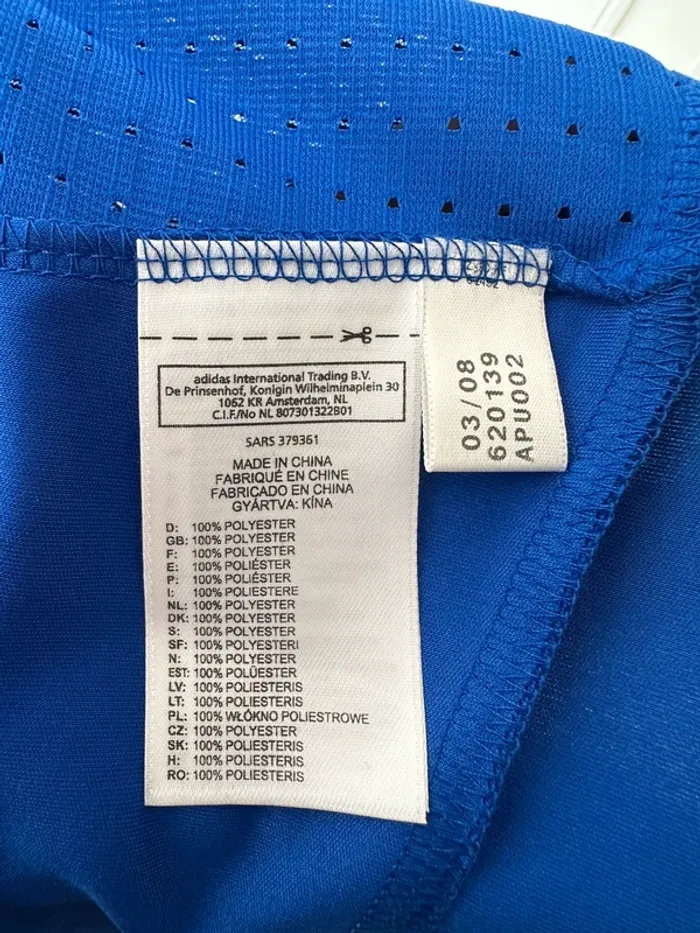 adidas International Trading B.V.
De Prinsenhof, Konigin Wilhelminaplein 30
1062 KR Amsterdam, NL
C.I.F./No NL 807301322B01
SARS 379361
MADE IN CHINA
FABRIQUÉ EN CHINE
FABRICADO EN CHINA
GYÁRTVA: KÍNA
D: 100% POLYESTER
GB: 100% POLYESTER
F: 100% POLYESTER
E: 100% POLIÉSTER
P: 100% POLIÉSTER
I: 100% POLIESTERE
NL: 100% POLYESTER
DK: 100% POLYESTER
S: 100% POLYESTER
SF: 100% POLYESTERI
N: 100% POLYESTER
EST: 100% POLÜESTER
LV: 100% POLIESTERIS
LT: 100% POLIESTERIS
PL: 100% WŁÓKNO POLIESTROWE
CZ: 100% POLYESTER
SK: 100% POLIESTERIS
H: 100% POLIESTERIS
RO: 100% POLIESTERIS
03/08
620139
APU002